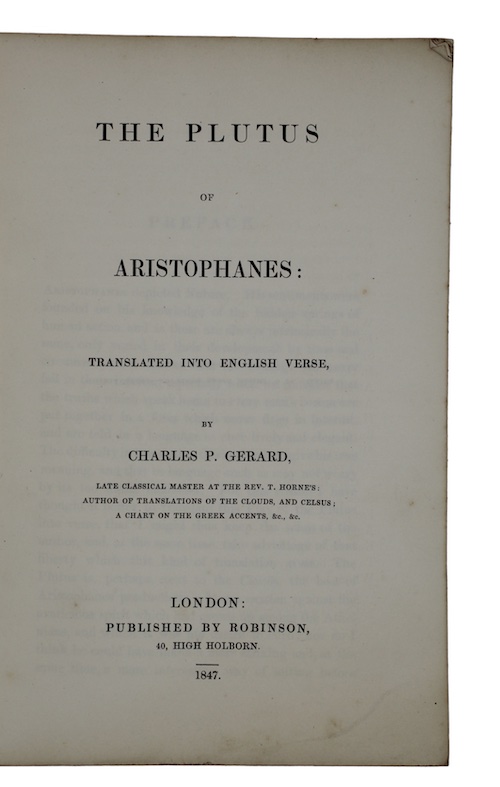 THE PLUTUS
OF
ARISTOPHANES:
TRANSLATED INTO ENGLISH VERSE,
BY
CHARLES P. GERARD,
LATE CLASSICAL MASTER AT THE REV. T. HORNE'S;
AUTHOR OF TRANSLATIONS OF THE CLOUDS, AND CELSUS;
A CHART ON THE GREEK ACCENTS, &c., &c.
LONDON:
PUBLISHED BY ROBINSON,
40, HIGH HOLBORN.
1847.